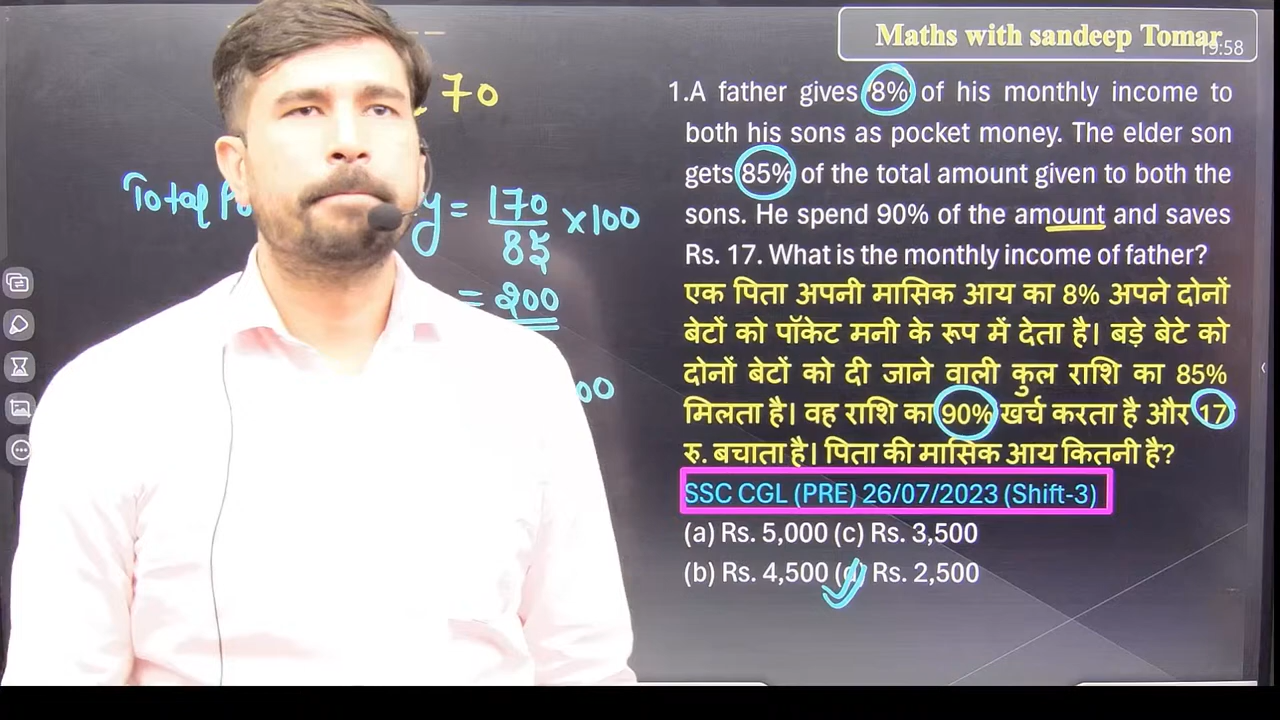 Maths with sandeep Tomar
19:58
1.A father gives 8% of his monthly income to
both his sons as pocket money. The elder son
gets 85% of the total amount given to both the
sons. He spend 90% of the amount and saves
Rs. 17. What is the monthly income of father?
एक पिता अपनी मासिक आय का 8% अपने दोनों
बेटों को पॉकेट मनी के रूप में देता है। बड़े बेटे को
दोनों बेटों को दी जाने वाली कुल राशि का 85%
मिलता है। वह राशि का 90% खर्च करता है और 17
रु. बचाता है। पिता की मासिक आय कितनी है?
SSC CGL (PRE) 26/07/2023 (Shift-3)
(a) Rs. 5,000 (c) Rs. 3,500
(b) Rs. 4,500 (d) Rs. 2,500
70
Total y = 170/85 ×100
= 200
00